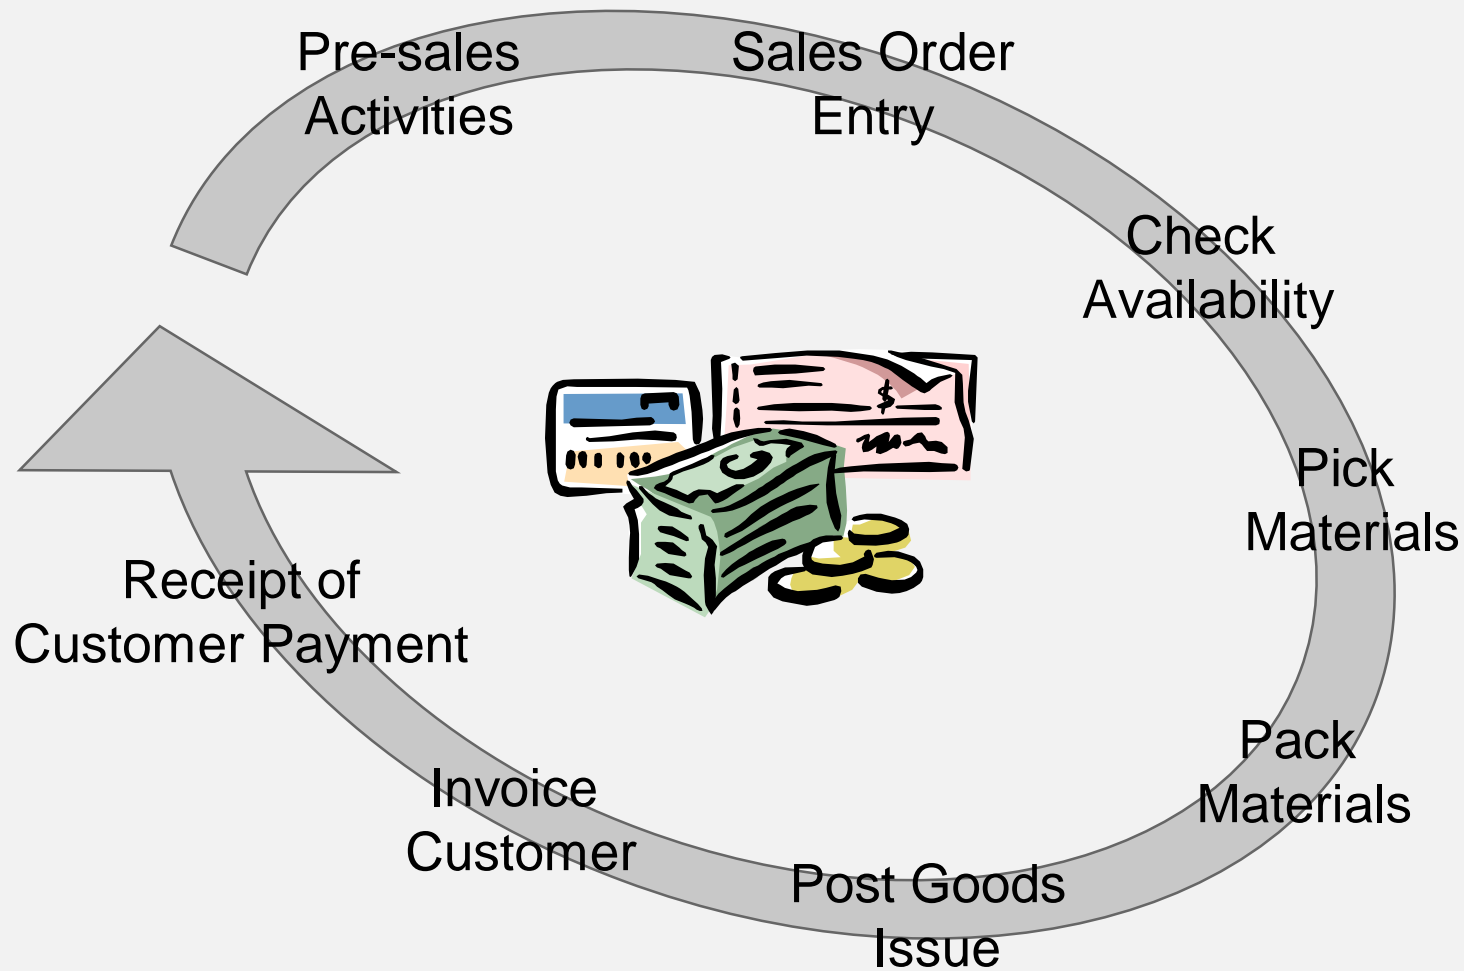 Pre-sales
Activities
Sales Order
Entry
Check
Availability
Pick
Materials
Pack
Materials
Post Goods
Issue
Invoice
Customer
Receipt of
Customer Payment
$